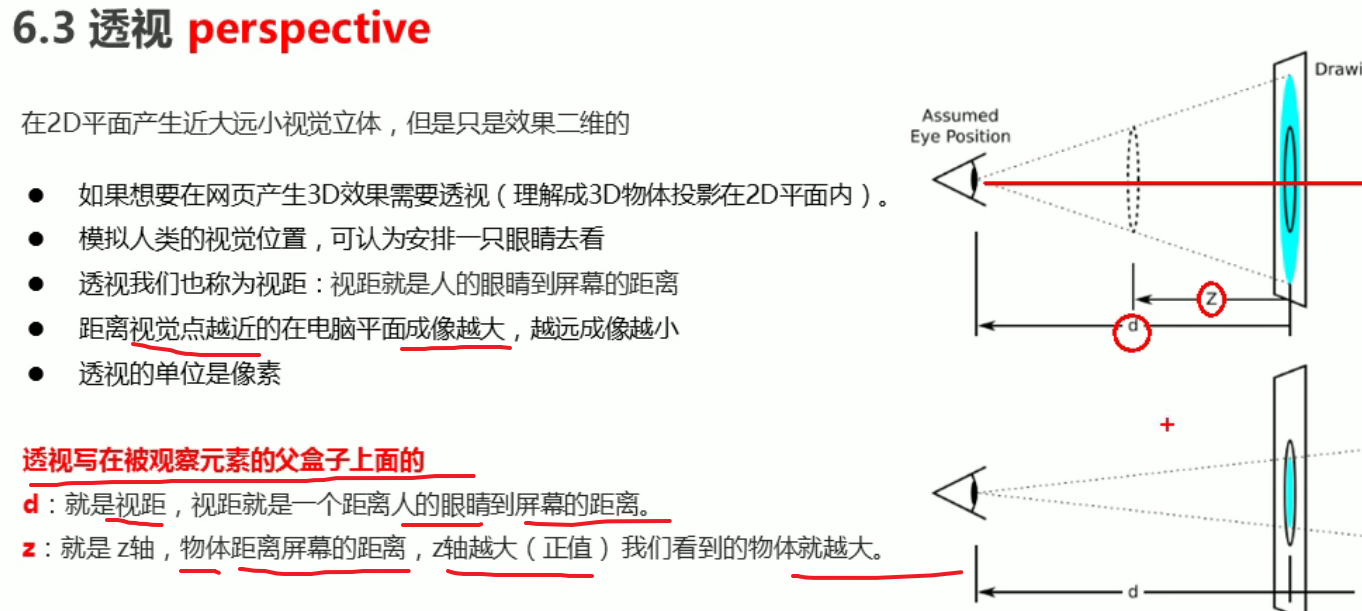 6.3 透视 perspective
在2D平面产生近大远小视觉立体，但是只是效果二维的
● 如果想要在网页产生3D效果需要透视（理解成3D物体投影在2D平面内）。
● 模拟人类的视觉位置，可认为安排一只眼睛去看
● 透视我们也称为视距：视距就是人的眼睛到屏幕的距离
● 距离视觉点越近的在电脑平面成像越大，越远成像越小
● 透视的单位是像素
透视写在被观察元素的父盒子上面的
d：就是视距，视距就是一个距离人的眼睛到屏幕的距离。
z：就是 z轴，物体距离屏幕的距离，z轴越大（正值）我们看到的物体就越大。
Drawi
Assumed
Eye Position
Z
d
d